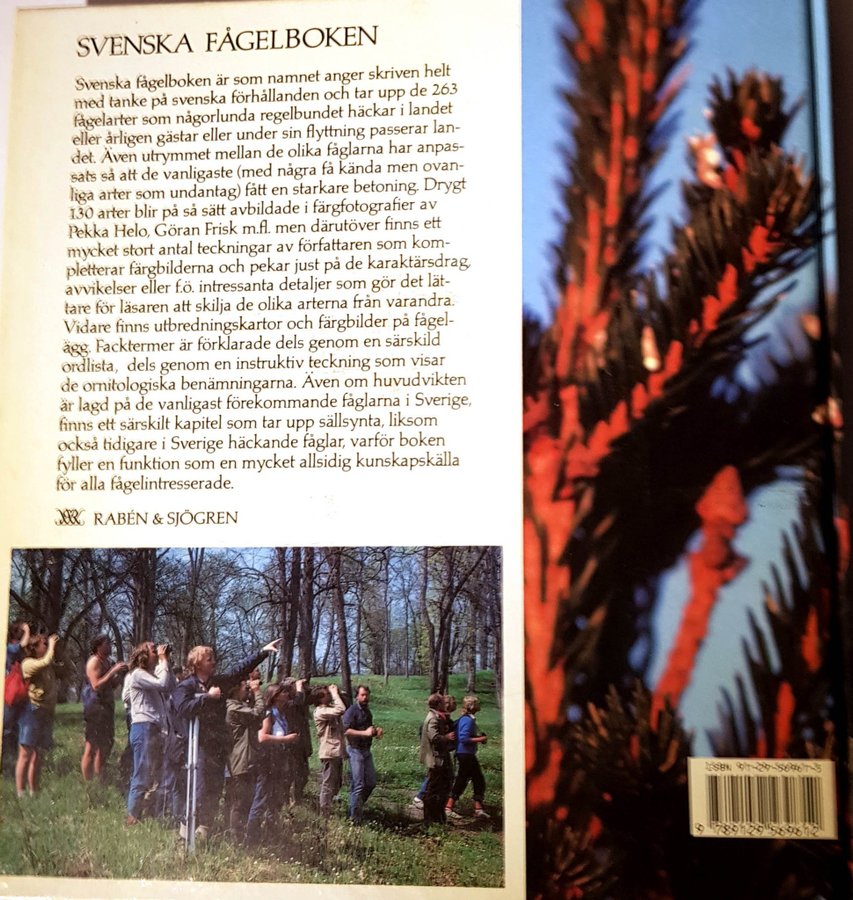 SVENSKA FÅGELBOKEN
Svenska fågelboken är som namnet anger skriven helt
med tanke på svenska förhållanden och tar upp de 263
fågelarter som någorlunda regelbundet häckar i landet
eller årligen gästar eller under sin flyttning passerar lan-
det. Även utrymmet mellan de olika fåglarna har anpas-
sats så att de vanligaste (med några få kända men ovan-
liga arter som undantag) fått en starkare betoning. Drygt
130 arter blir på så sätt avbildade i färgfotografier av
Pekka Helo, Göran Frisk m.fl. men därutöver finns ett
mycket stort antal teckningar av författaren som kom-
pletterar färgbilderna och pekar just på de karaktärsdrag,
avvikelser eller f.ö. intressanta detaljer som gör det lät-
tare för läsaren att skilja de olika arterna från varandra.
Vidare finns utbredningskartor och färgbilder på fågel-
ägg. Facktermer är förklarade dels genom en särskild
ordlista, dels genom en instruktiv teckning som visar
de ornitologiska benämningarna. Även om huvudvikten
är lagd på de vanligast förekommande fåglarna i Sverige,
finns ett särskilt kapitel som tar upp sällsynta, liksom
också tidigare i Sverige häckande fåglar, varför boken
fyller en funktion som en mycket allsidig kunskapskälla
för alla fågelintresserade.
RABÉN & SJÖGREN
ISBN 91-29-56961-3
9 789129 569612